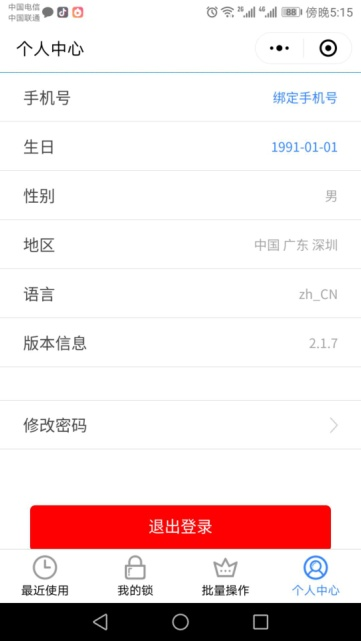 中国电信
中国联通
2G 4G 88 傍晚5:15
个人中心
手机号 绑定手机号
生日 1991-01-01
性别 男
地区 中国 广东 深圳
语言 zh_CN
版本信息 2.1.7
修改密码
退出登录
最近使用 我的锁 批量操作 个人中心